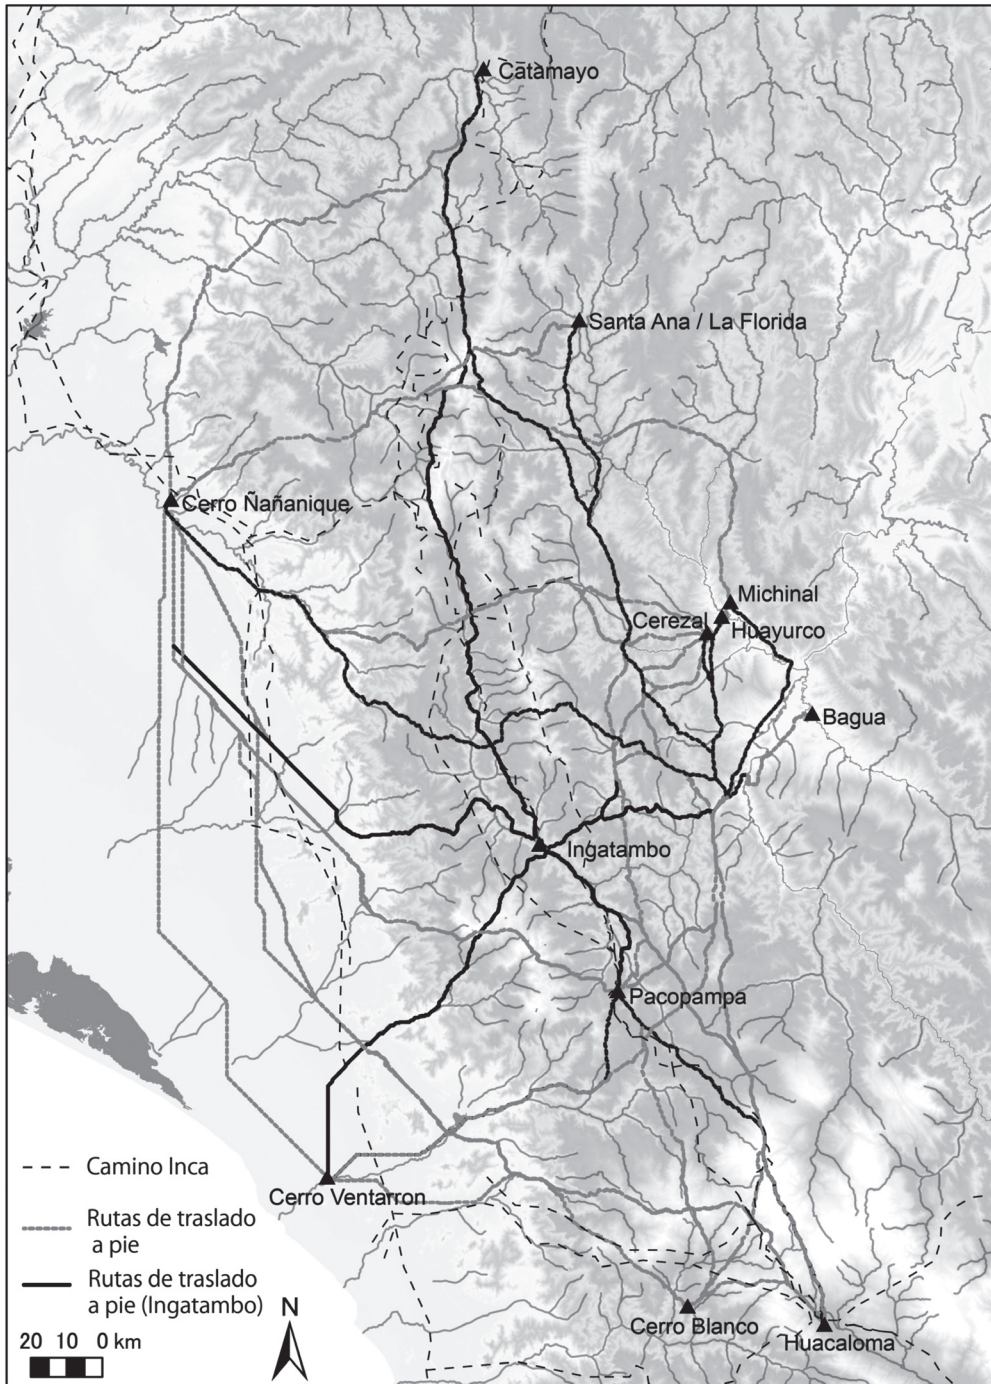 Catamayo
Santa Ana / La Florida
Cerro Ñañanique
Michinal
Cerezal
Huayurco
Bagua
Ingatambo
Pacopampa
Cerro Ventarron
Cerro Blanco
Huacaloma
Camino Inca
Rutas de traslado
a pie
Rutas de traslado
a pie (Ingatambo)
N
20 10 0 km